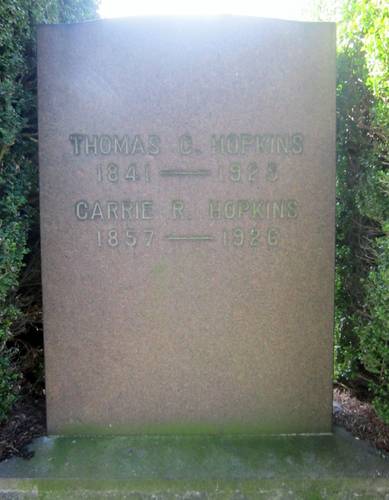 THOMAS C. HOPKINS
1841 —
CARRIE R. HOPKINS
1857 — 1926